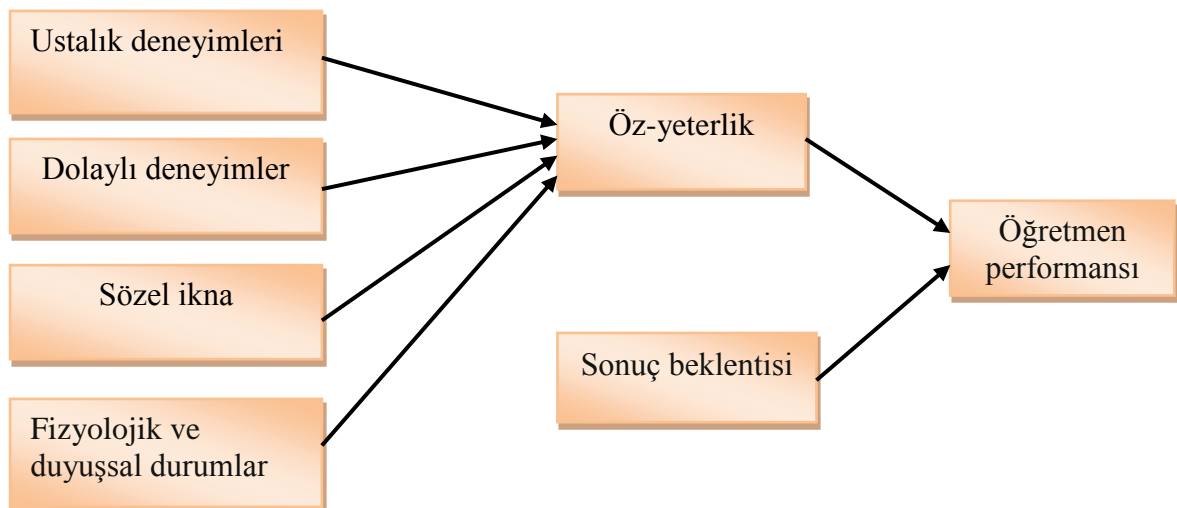 Ustalık deneyimleri
Dolaylı deneyimler
Sözel ikna
Fizyolojik ve
duyuşsal durumlar
Öz-yeterlik
Sonuç beklentisi
Öğretmen
performansı